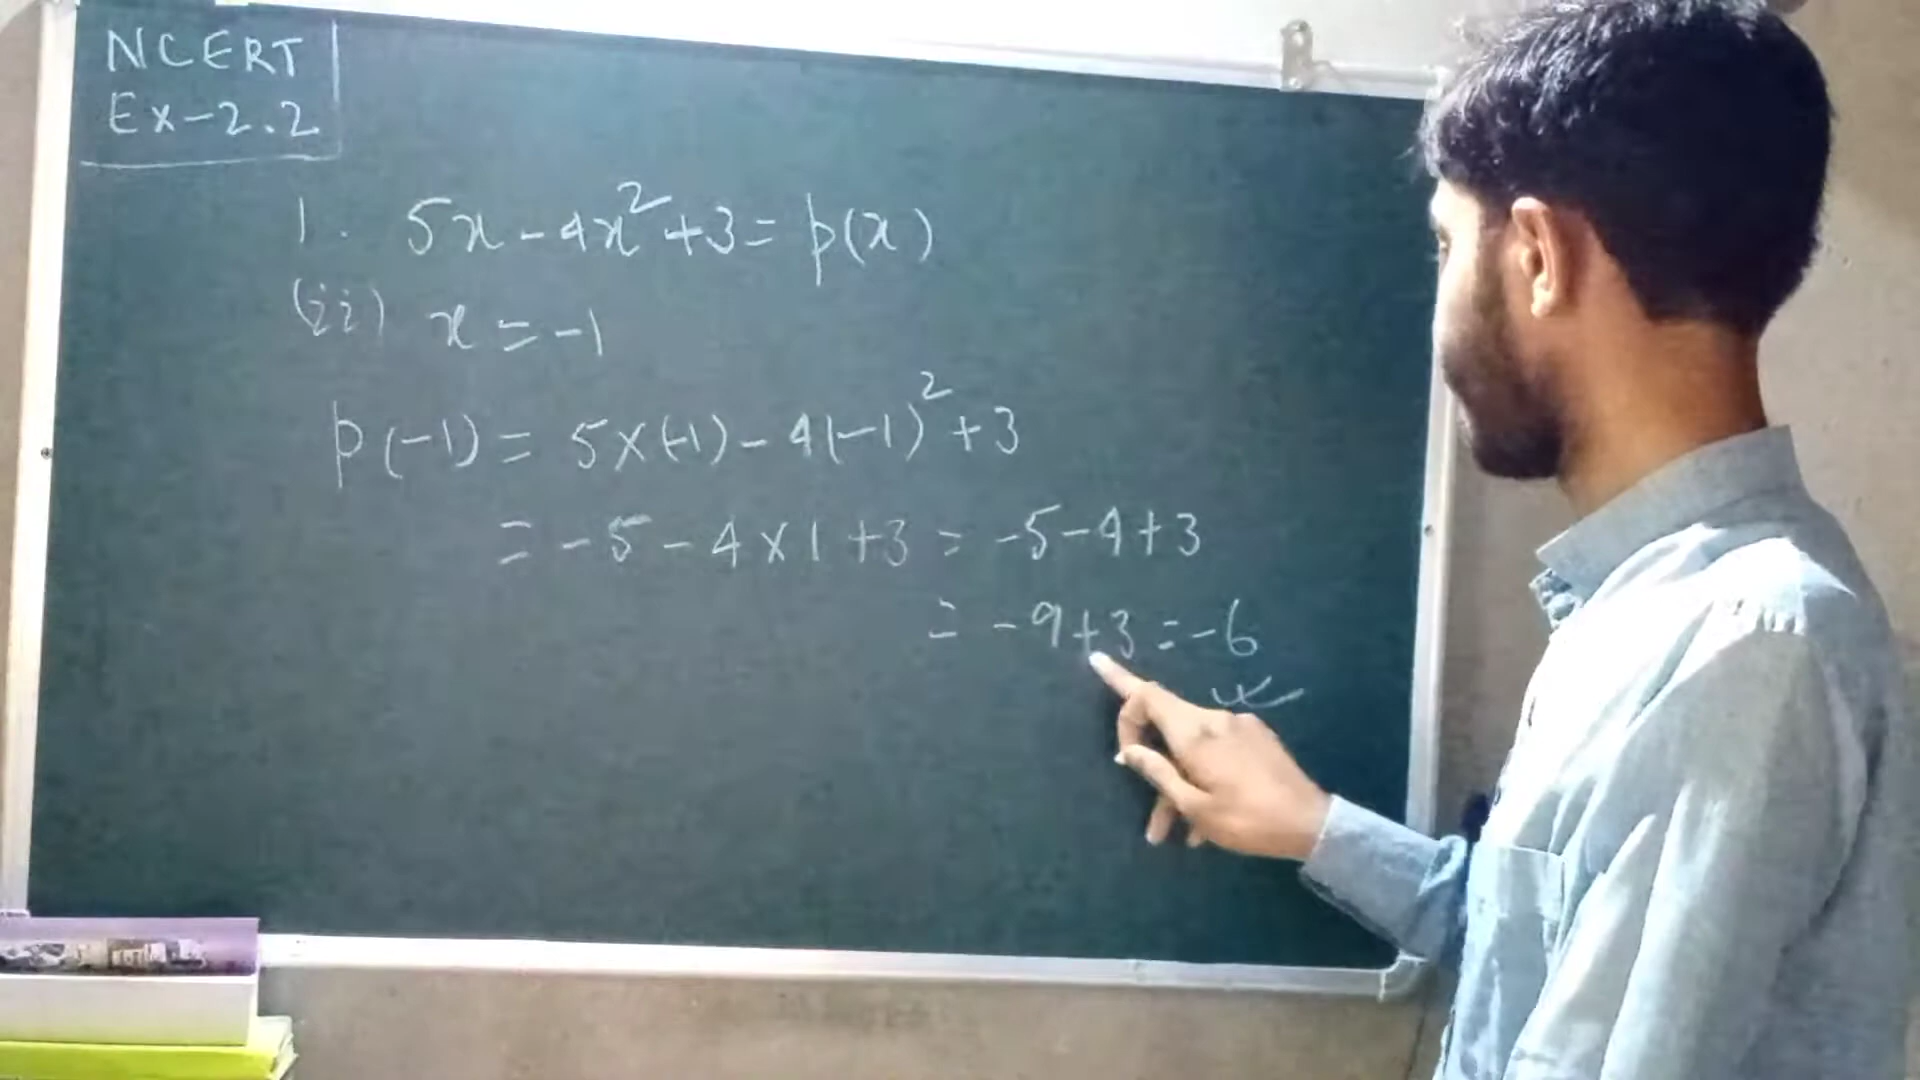 NCERT
Ex-2.2
1. 5x-4x²+3=p(x)
(ii) x=-1
p(-1)=5×(-1)-4(-1)²+3
=-5-4×1+3=-5-4+3
=-9+3=-6